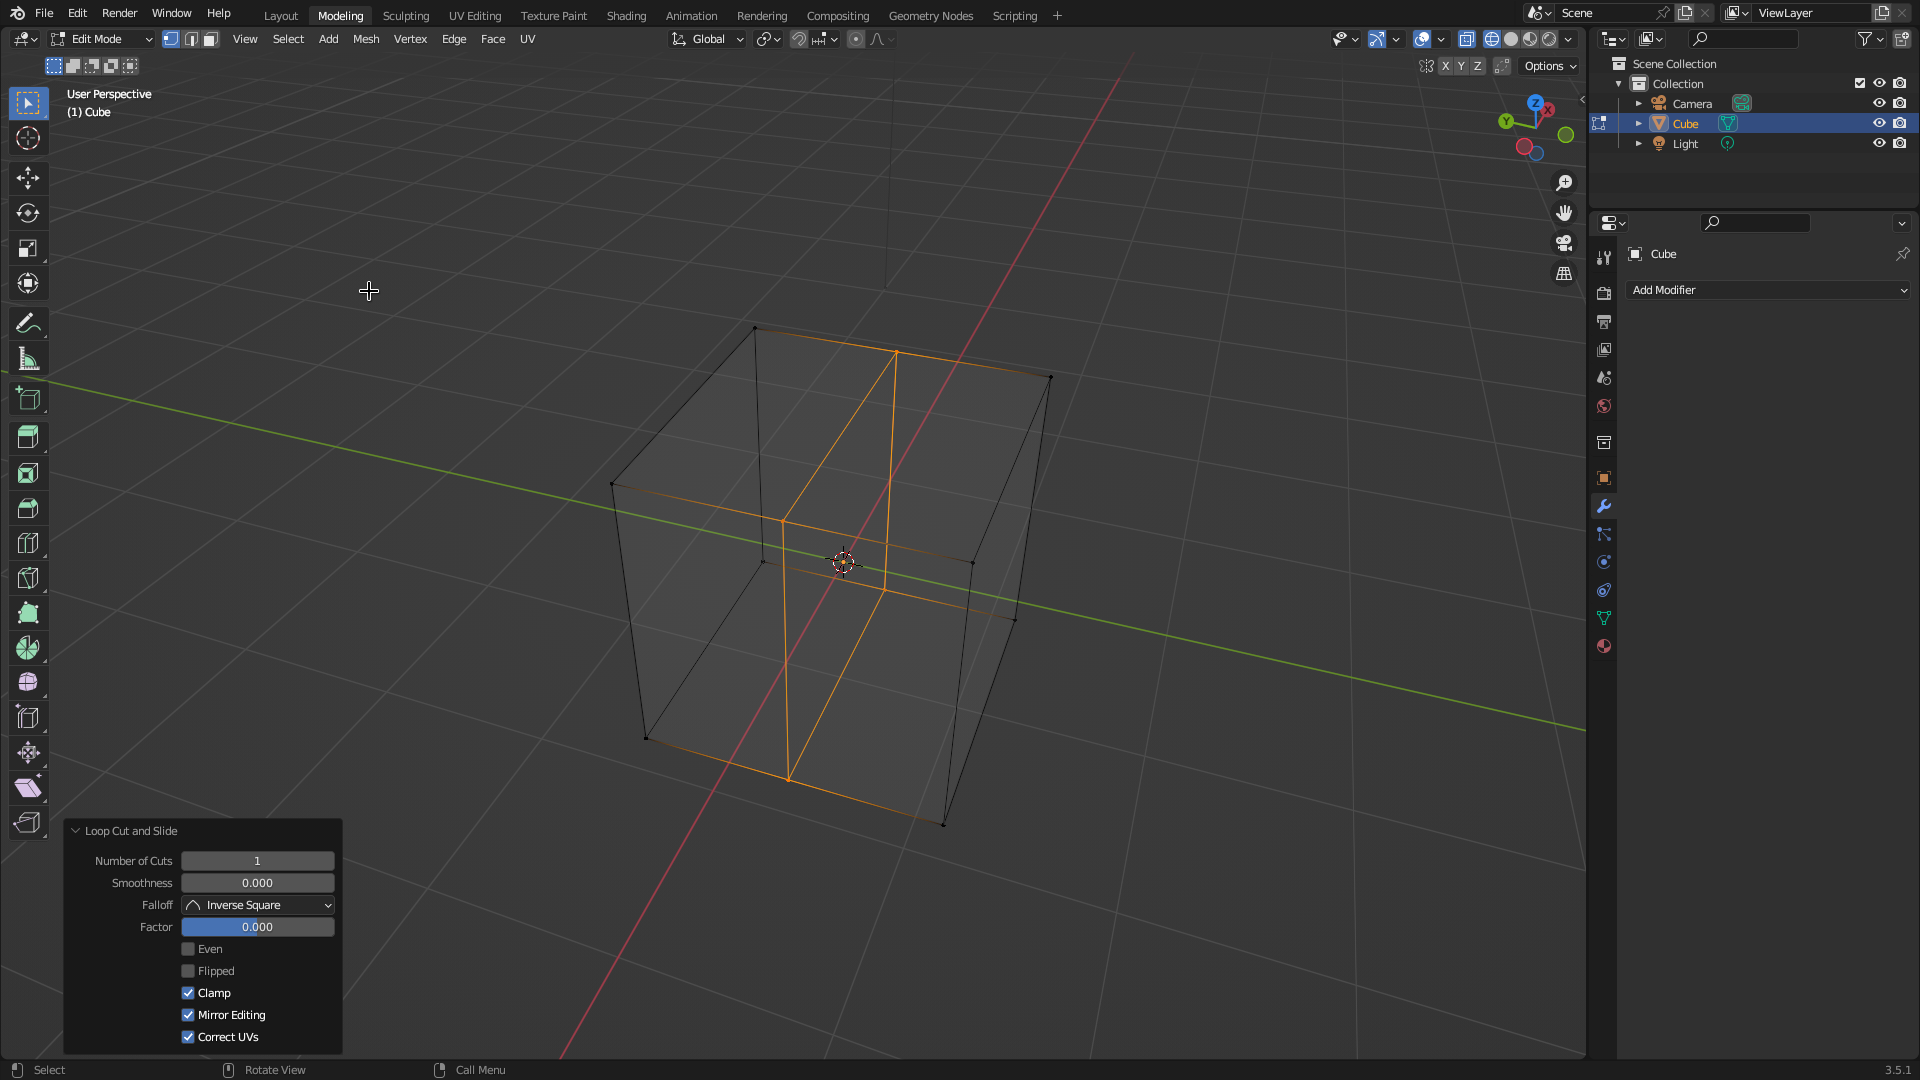 File Edit Render Window Help Layout Modeling Sculpting UV Editing Texture Paint Shading Animation Rendering Compositing Geometry Nodes Scripting + Scene ViewLayer
Edit Mode View Select Add Mesh Vertex Edge Face UV Global
X Y Z Options
User Perspective
(1) Cube
Z
X
Y
Scene Collection
Collection
Camera
Cube
Light
Cube
Add Modifier
Loop Cut and Slide
Number of Cuts 1
Smoothness 0.000
Falloff Inverse Square
Factor 0.000
Even
Flipped
Clamp
Mirror Editing
Correct UVs
Select Rotate View Call Menu 3.5.1